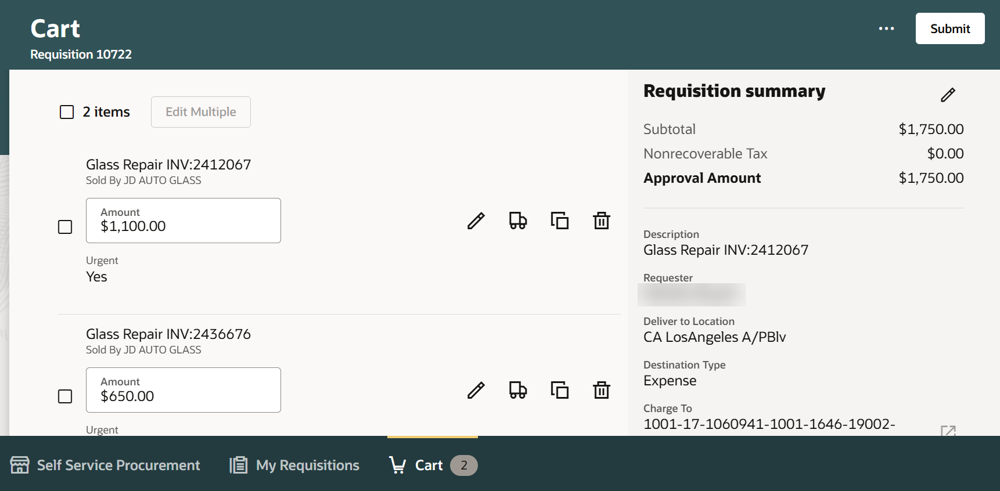 Cart
Requisition 10722
Submit
2 items
Edit Multiple
Glass Repair INV:2412067
Sold By JD AUTO GLASS
Amount
$1,100.00
Urgent
Yes
Glass Repair INV:2436676
Sold By JD AUTO GLASS
Amount
$650.00
Urgent
Requisition summary
Subtotal $1,750.00
Nonrecoverable Tax $0.00
Approval Amount $1,750.00
Description
Glass Repair INV:2412067
Requester
Deliver to Location
CA LosAngeles A/PBlv
Destination Type
Expense
Charge To
1001-17-1060941-1001-1646-19002-
Self Service Procurement
My Requisitions
Cart 2